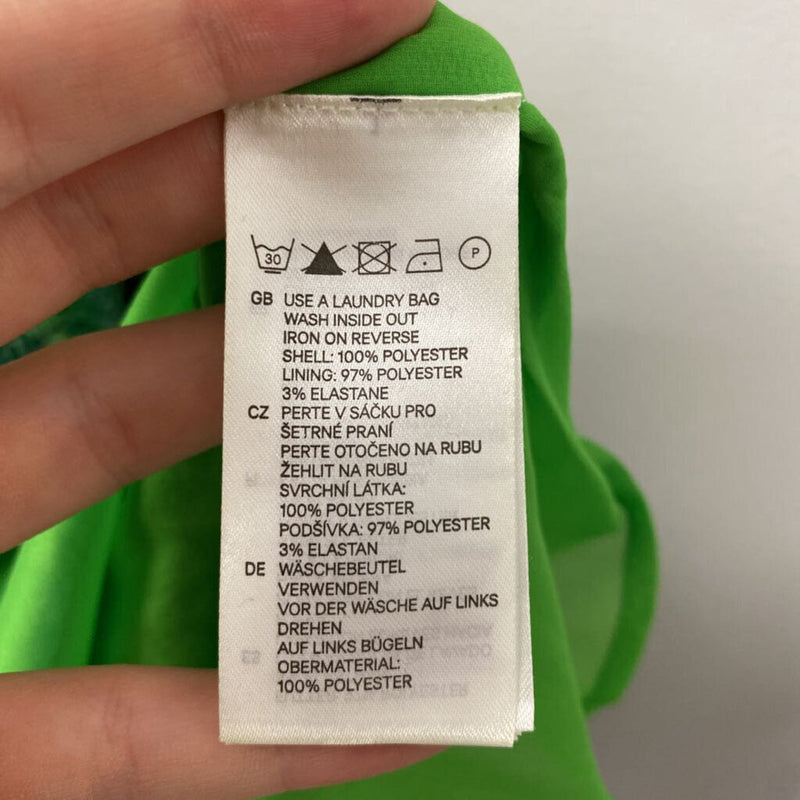 30 P
GB USE A LAUNDRY BAG
WASH INSIDE OUT
IRON ON REVERSE
SHELL: 100% POLYESTER
LINING: 97% POLYESTER
3% ELASTANE
CZ PERTE V SÁČKU PRO
ŠETRNÉ PRANÍ
PERTE OTOČENO NA RUBU
ŽEHLIT NA RUBU
SVRCHNÍ LÁTKA:
100% POLYESTER
PODŠÍVKA: 97% POLYESTER
3% ELASTAN
DE WÄSCHEBEUTEL
VERWENDEN
VOR DER WÄSCHE AUF LINKS
DREHEN
AUF LINKS BÜGELN
OBERMATERIAL:
100% POLYESTER